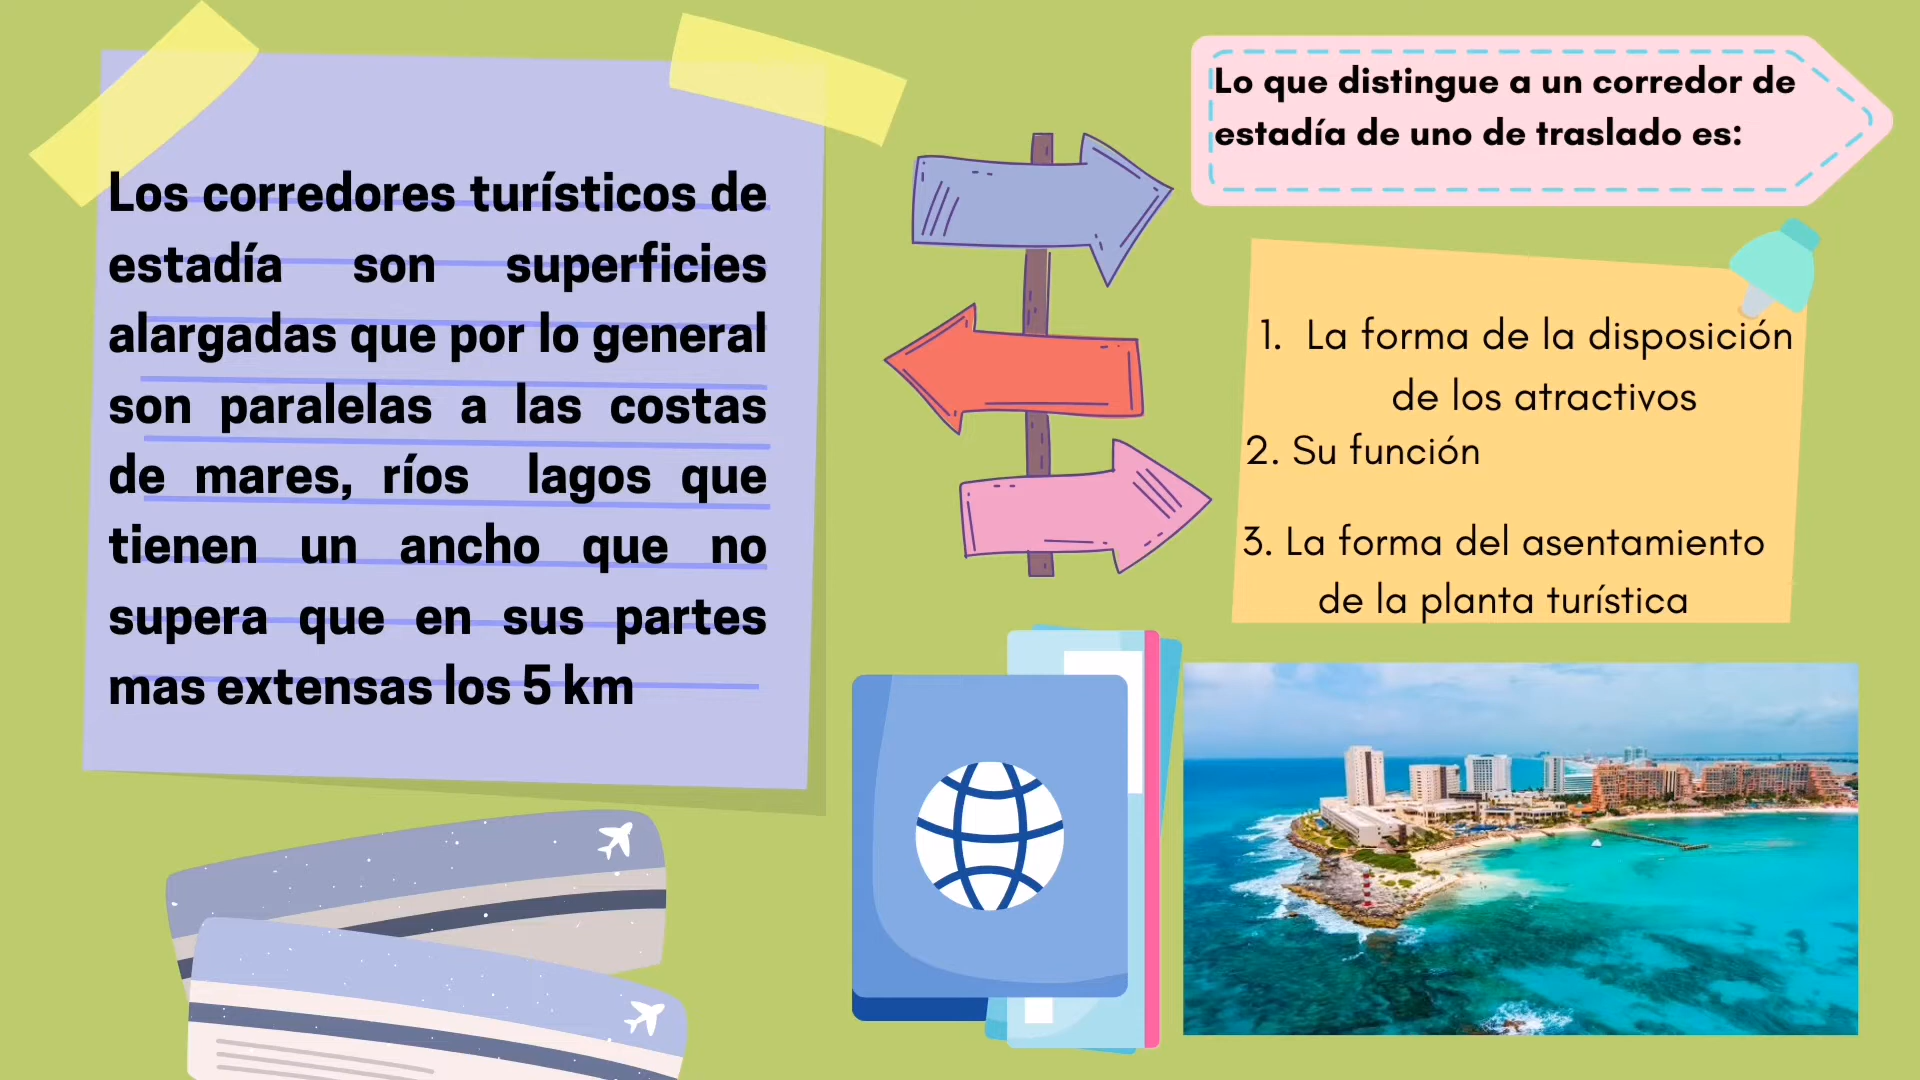 Los corredores turísticos de
estadía son superficies
alargadas que por lo general
son paralelas a las costas
de mares, ríos lagos que
tienen un ancho que no
supera que en sus partes
mas extensas los 5 km
Lo que distingue a un corredor de
estadía de uno de traslado es:
1. La forma de la disposición
de los atractivos
2. Su función
3. La forma del asentamiento
de la planta turística